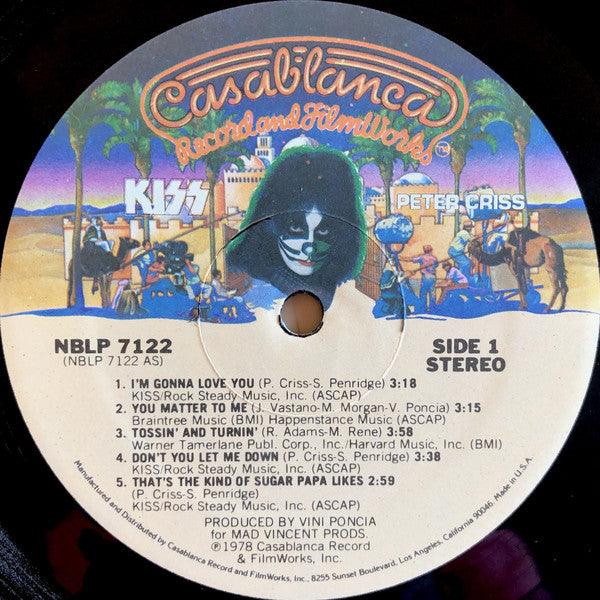 Casablanca
Record and FilmWorks™
KISS
PETER CRISS
NBLP 7122
(NBLP 7122 AS)
SIDE 1
STEREO
1. I'M GONNA LOVE YOU (P. Criss-S. Penridge) 3:18
KISS/Rock Steady Music, Inc. (ASCAP)
2. YOU MATTER TO ME (J. Vastano-M. Morgan-V. Poncia) 3:15
Braintree Music (BMI) Happenstance Music (ASCAP)
3. TOSSIN' AND TURNIN' (R. Adams-M. Rene) 3:58
Warner Tamerlane Publ. Corp., Inc./Harvard Music, Inc. (BMI)
4. DON'T YOU LET ME DOWN (P. Criss-S. Penridge) 3:38
KISS/Rock Steady Music, Inc. (ASCAP)
5. THAT'S THE KIND OF SUGAR PAPA LIKES 2:59
(P. Criss-S. Penridge)
KISS/Rock Steady Music, Inc. (ASCAP)
PRODUCED BY VINI PONCIA
for MAD VINCENT PRODS.
℗1978 Casablanca Record
& FilmWorks, Inc.
Manufactured and Distributed by Casablanca Record and FilmWorks, Inc., 8255 Sunset Boulevard, Los Angeles, California 90046. Made in U.S.A.